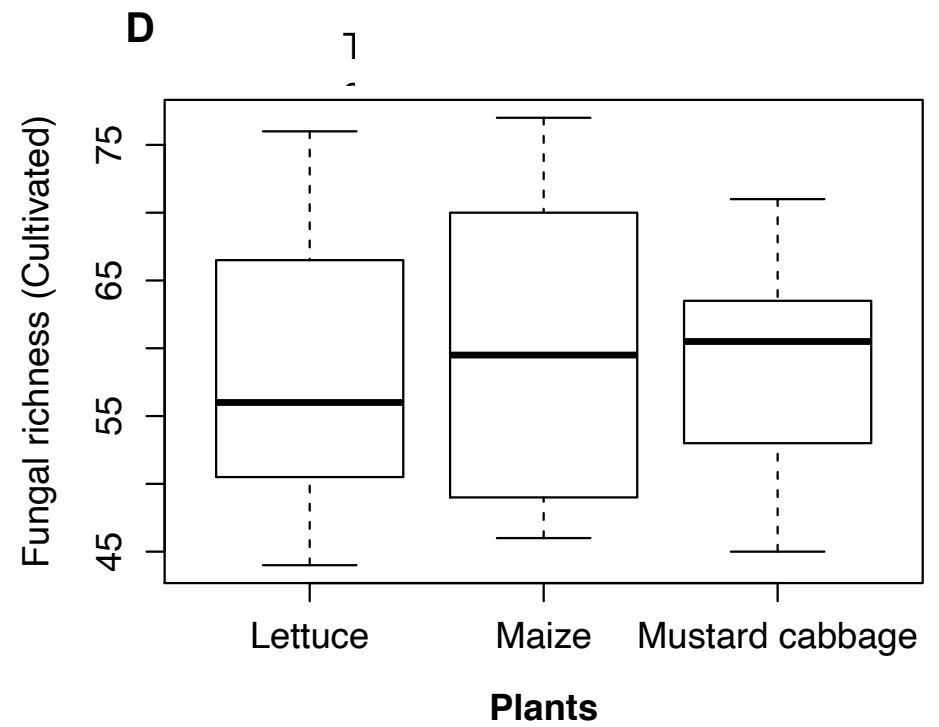 D
Fungal richness (Cultivated)
75
65
55
45
Lettuce Maize Mustard cabbage
Plants